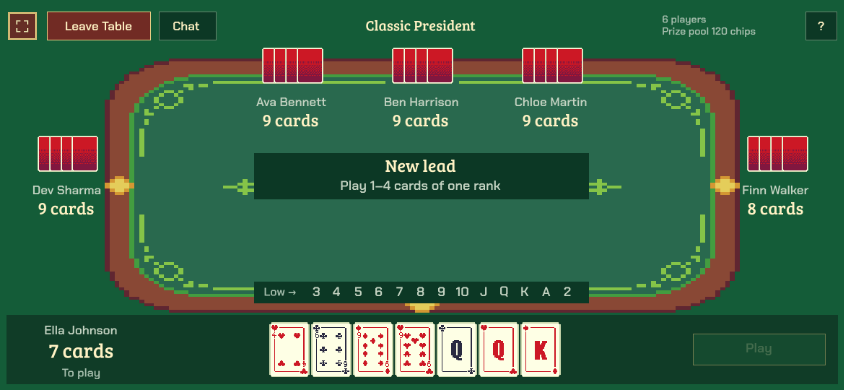 Leave Table
Chat
Classic President
6 players
Prize pool 120 chips
?
Ava Bennett
9 cards
Ben Harrison
9 cards
Chloe Martin
9 cards
Dev Sharma
9 cards
Finn Walker
8 cards
New lead
Play 1–4 cards of one rank
Low → 3 4 5 6 7 8 9 10 J Q K A 2
Ella Johnson
7 cards
To play
Q
Q
K
Play